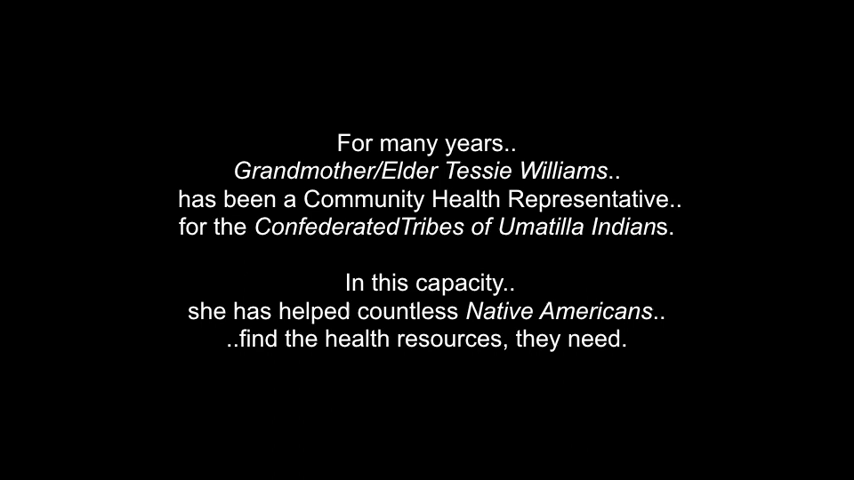 For many years..
Grandmother/Elder Tessie Williams..
has been a Community Health Representative..
for the ConfederatedTribes of Umatilla Indians.
In this capacity..
she has helped countless Native Americans..
..find the health resources, they need.